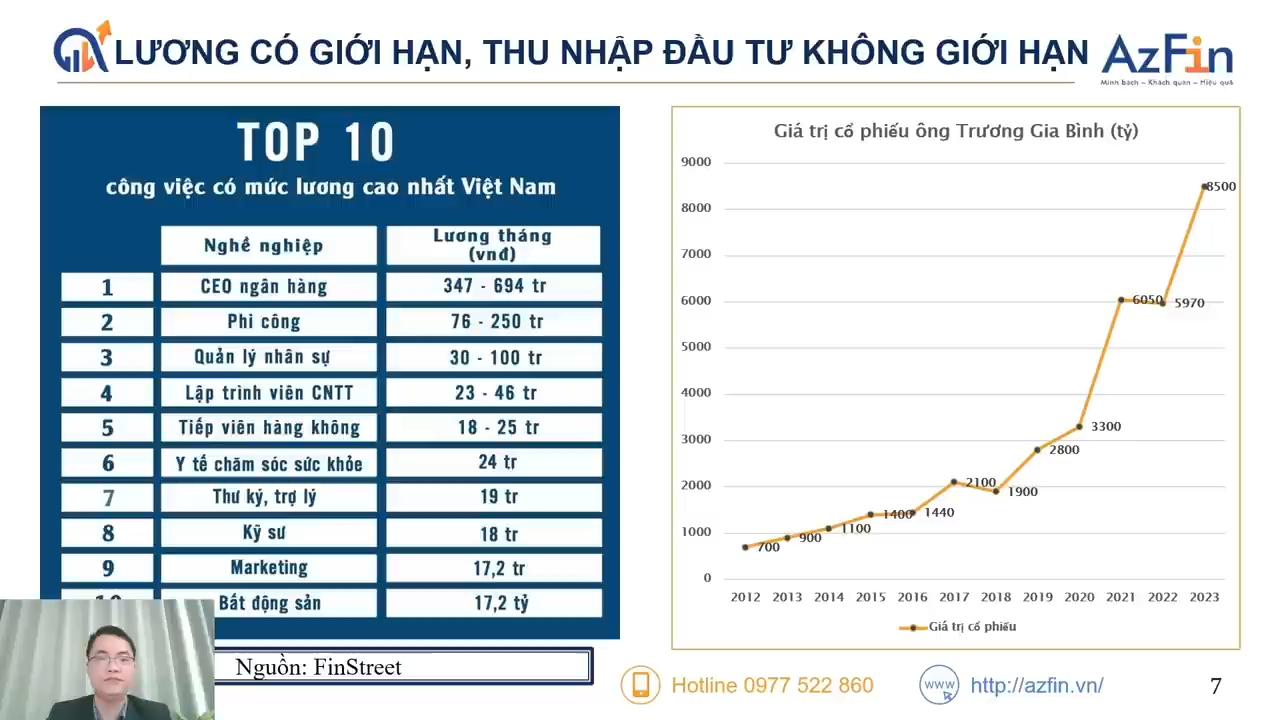 LƯƠNG CÓ GIỚI HẠN, THU NHẬP ĐẦU TƯ KHÔNG GIỚI HẠN
AzFin
Minh bạch – Khách quan – Hiệu quả
TOP 10
công việc có mức lương cao nhất Việt Nam
Nghề nghiệp Lương tháng
(vnđ)
1 CEO ngân hàng 347 - 694 tr
2 Phi công 76 - 250 tr
3 Quản lý nhân sự 30 - 100 tr
4 Lập trình viên CNTT 23 - 46 tr
5 Tiếp viên hàng không 18 - 25 tr
6 Y tế chăm sóc sức khỏe 24 tr
7 Thư ký, trợ lý 19 tr
8 Kỹ sư 18 tr
9 Marketing 17,2 tr
10 Bất động sản 17,2 tỷ
Nguồn: FinStreet
Giá trị cổ phiếu ông Trương Gia Bình (tỷ)
9000
8000
7000
6000
5000
4000
3000
2000
1000
0
700 900 1100 1400 1440 2100 1900 2800 3300 6050 5970 8500
2012 2013 2014 2015 2016 2017 2018 2019 2020 2021 2022 2023
Giá trị cổ phiếu
Hotline 0977 522 860
www
http://azfin.vn/
7